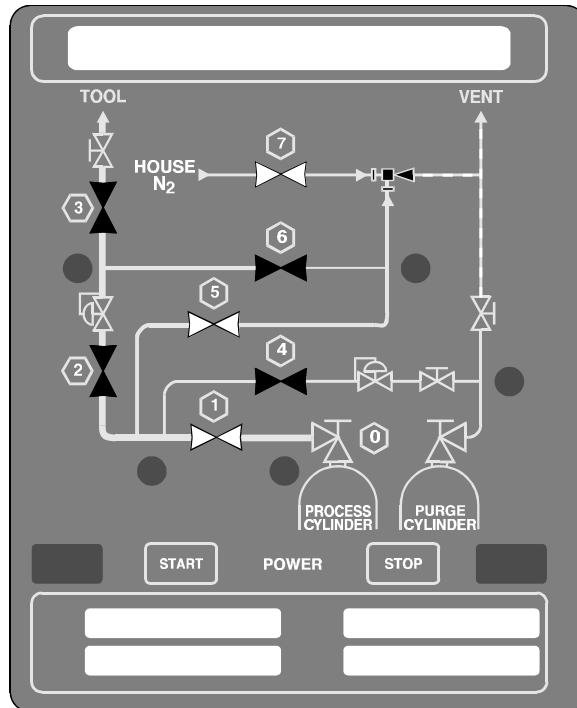 TOOL
VENT
7
HOUSE
N2
3
6
5
4
2
1
0
PROCESS
CYLINDER
PURGE
CYLINDER
START
POWER
STOP